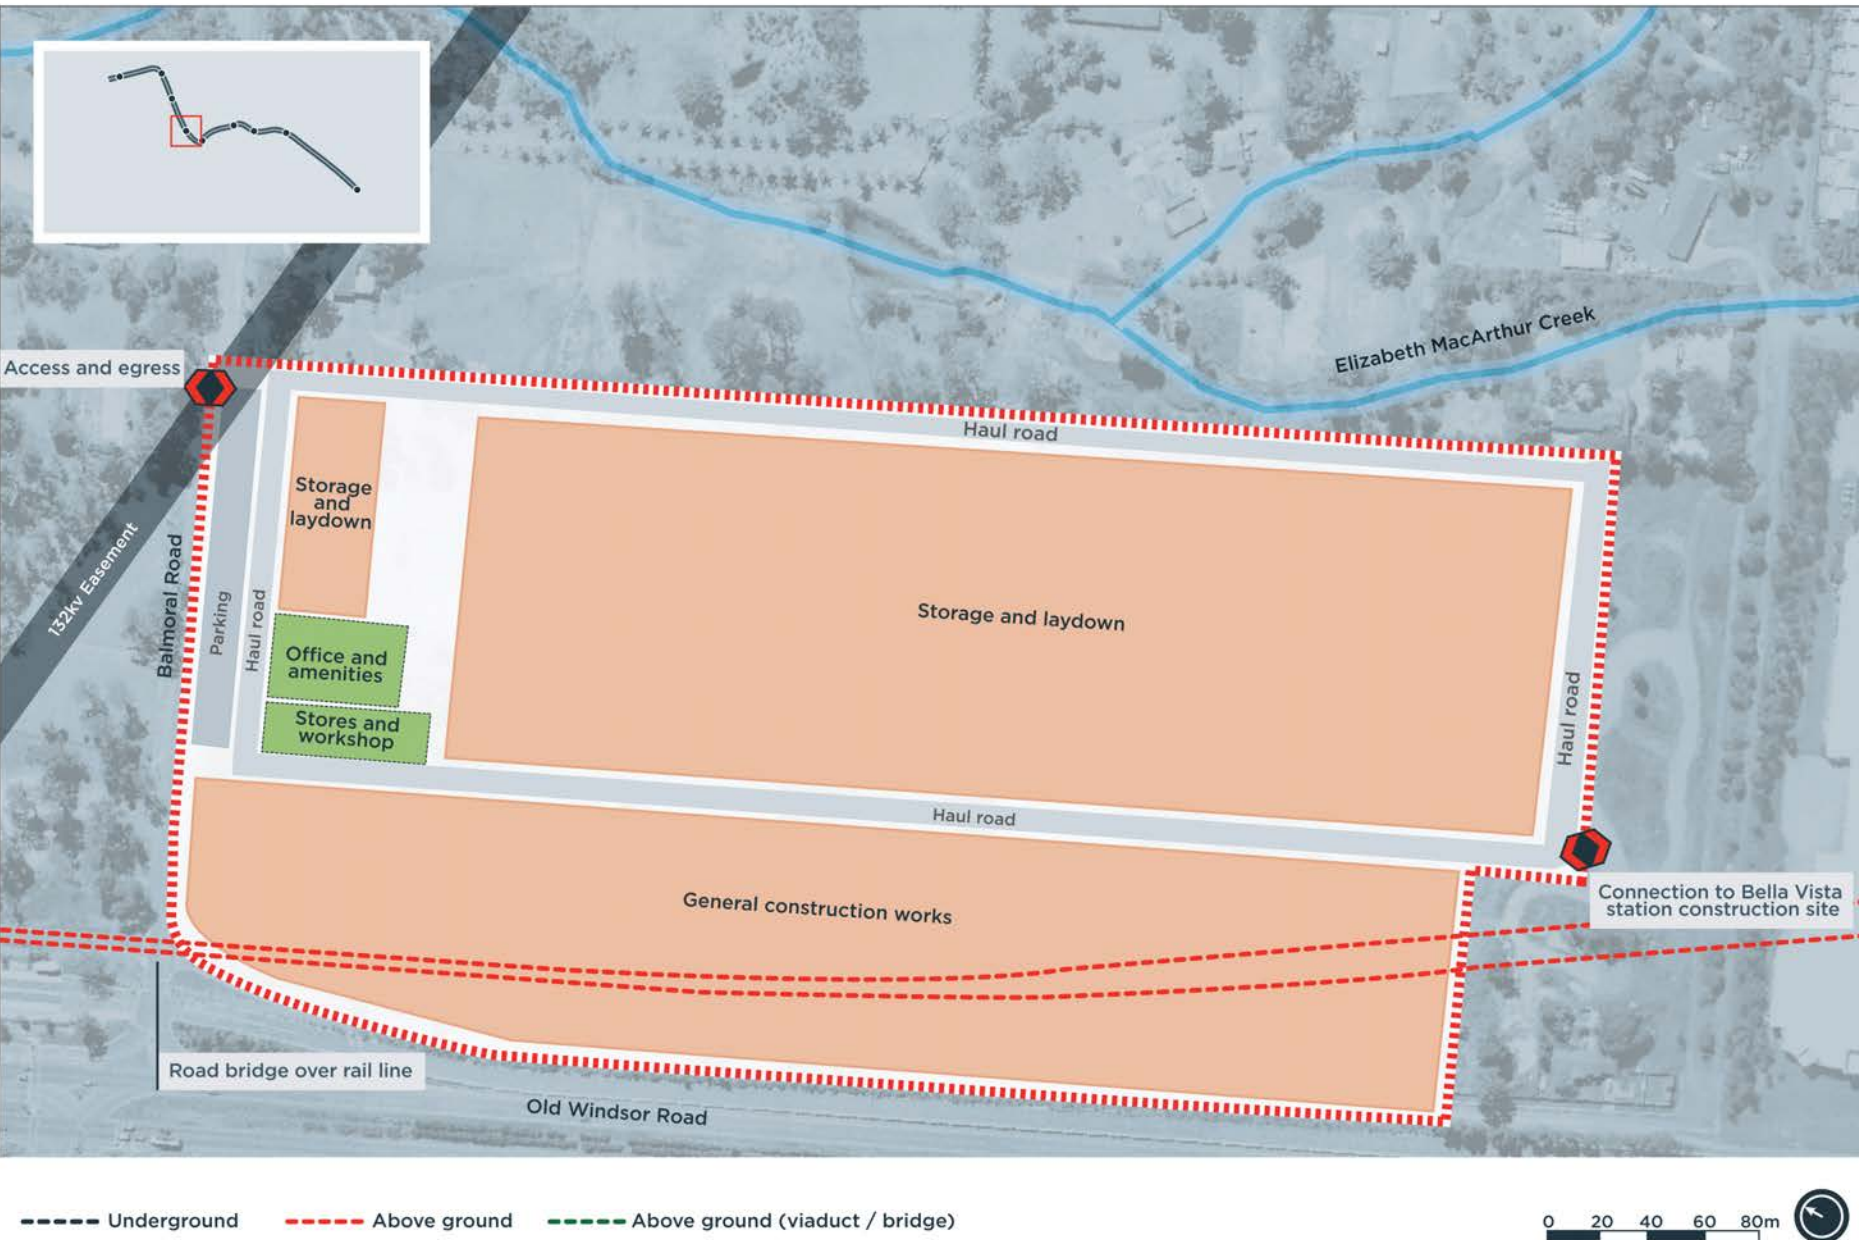 Elizabeth MacArthur Creek
Access and egress
Haul road
Storage
and
laydown
132kv Easement
Balmoral Road
Parking
Haul road
Storage and laydown
Office and
amenities
Stores and
workshop
Haul road
Haul road
General construction works
Connection to Bella Vista
station construction site
Road bridge over rail line
Old Windsor Road
Underground
Above ground
Above ground (viaduct / bridge)
0 20 40 60 80m